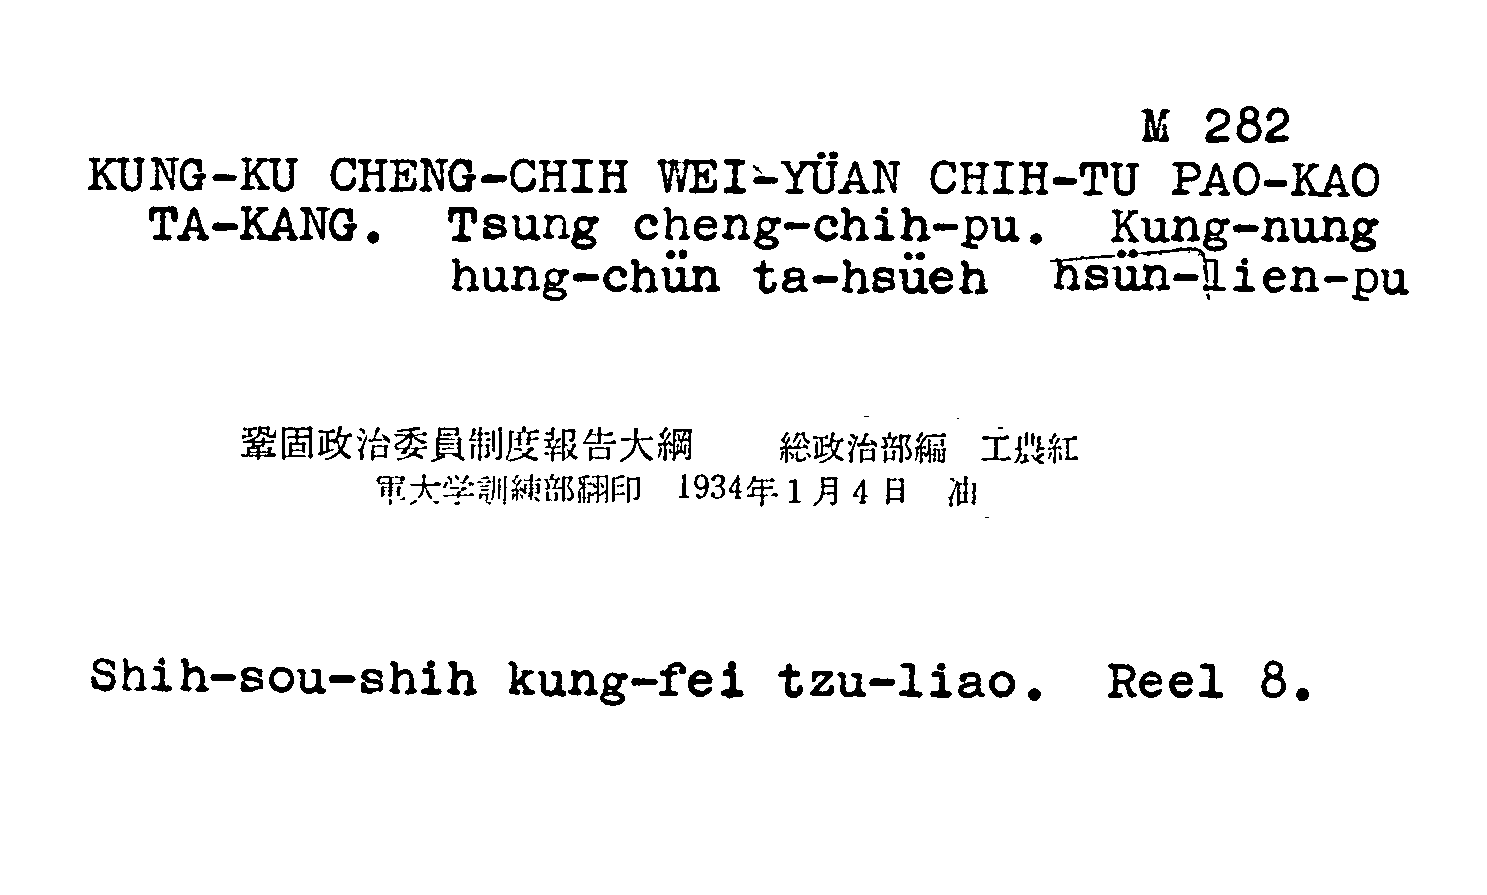 M 282
KUNG-KU CHENG-CHIH WEI-YÜAN CHIH-TU PAO-KAO
TA-KANG. Tsung cheng-chih-pu. Kung-nung
hung-chün ta-hsüeh hsün-lien-pu
鞏固政治委員制度報告大綱 総政治部編 工農紅
軍大学訓練部翻印 1934年1月4日 油
Shih-sou-shih kung-fei tzu-liao. Reel 8.